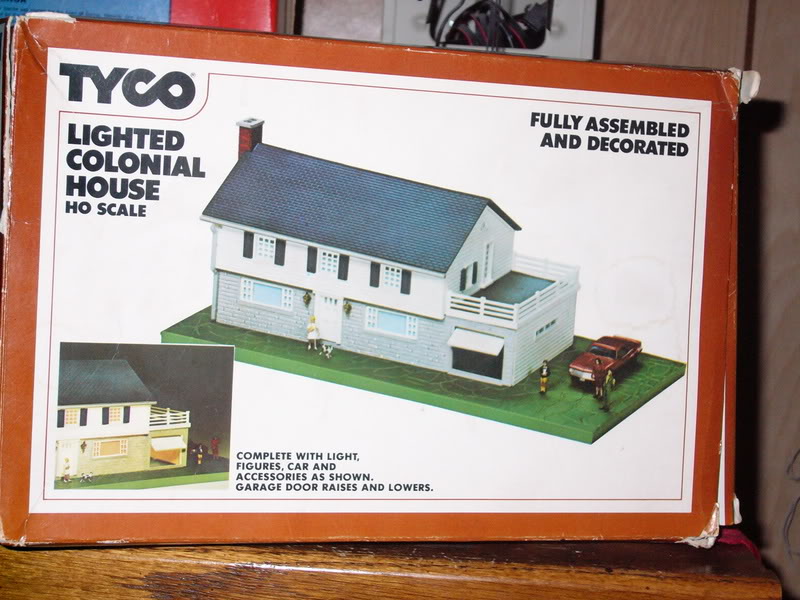 TYCO
LIGHTED
COLONIAL
HOUSE
HO SCALE
FULLY ASSEMBLED
AND DECORATED
COMPLETE WITH LIGHT,
FIGURES, CAR AND
ACCESSORIES AS SHOWN.
GARAGE DOOR RAISES AND LOWERS.